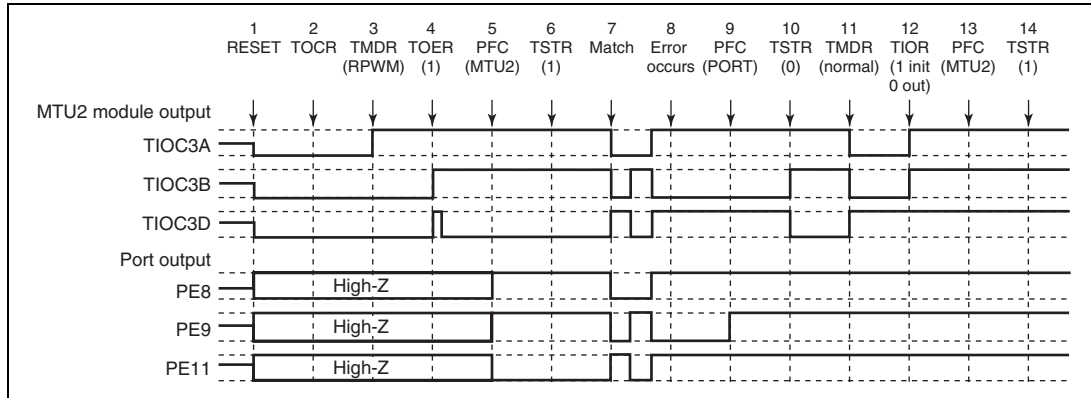 1 2 3 4 5 6 7 8 9 10 11 12 13 14
RESET TOCR TMDR TOER PFC TSTR Match Error PFC TSTR TMDR TIOR PFC TSTR
(RPWM) (1) (MTU2) (1) occurs (PORT) (0) (normal) (1 init (MTU2) (1)
0 out)
MTU2 module output
TIOC3A
TIOC3B
TIOC3D
Port output
PE8 High-Z
PE9 High-Z
PE11 High-Z